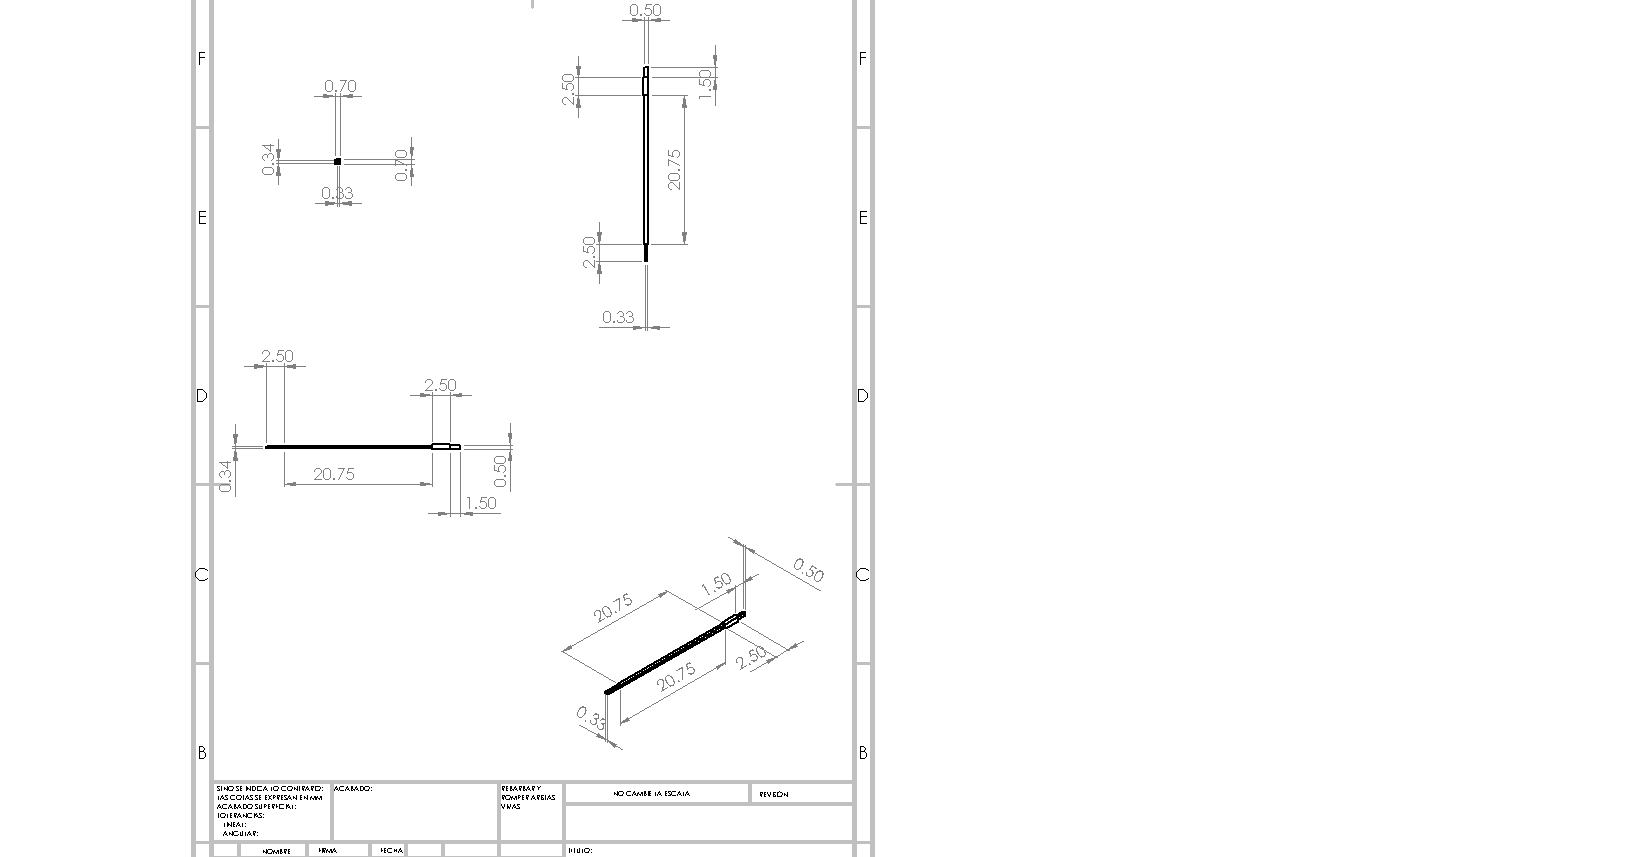 0.50
F
F
0.70
2.50
1.50
0.34
0.70
20.75
0.33
E
E
2.50
0.33
2.50
2.50
D
D
0.34
20.75
0.50
1.50
0.50
C
C
1.50
20.75
2.50
20.75
0.33
B
B
SI NO SE INDICA LO CONTRARIO:
LAS COTAS SE EXPRESAN EN MM
ACABADO SUPERFICIAL:
TOLERANCIAS:
LINEAL:
ANGULAR:
ACABADO:
REBARBAR Y
ROMPER ARISTAS
VIVAS
NO CAMBIE LA ESCALA
REVISIÓN
NOMBRE
FIRMA
FECHA
TÍTULO: